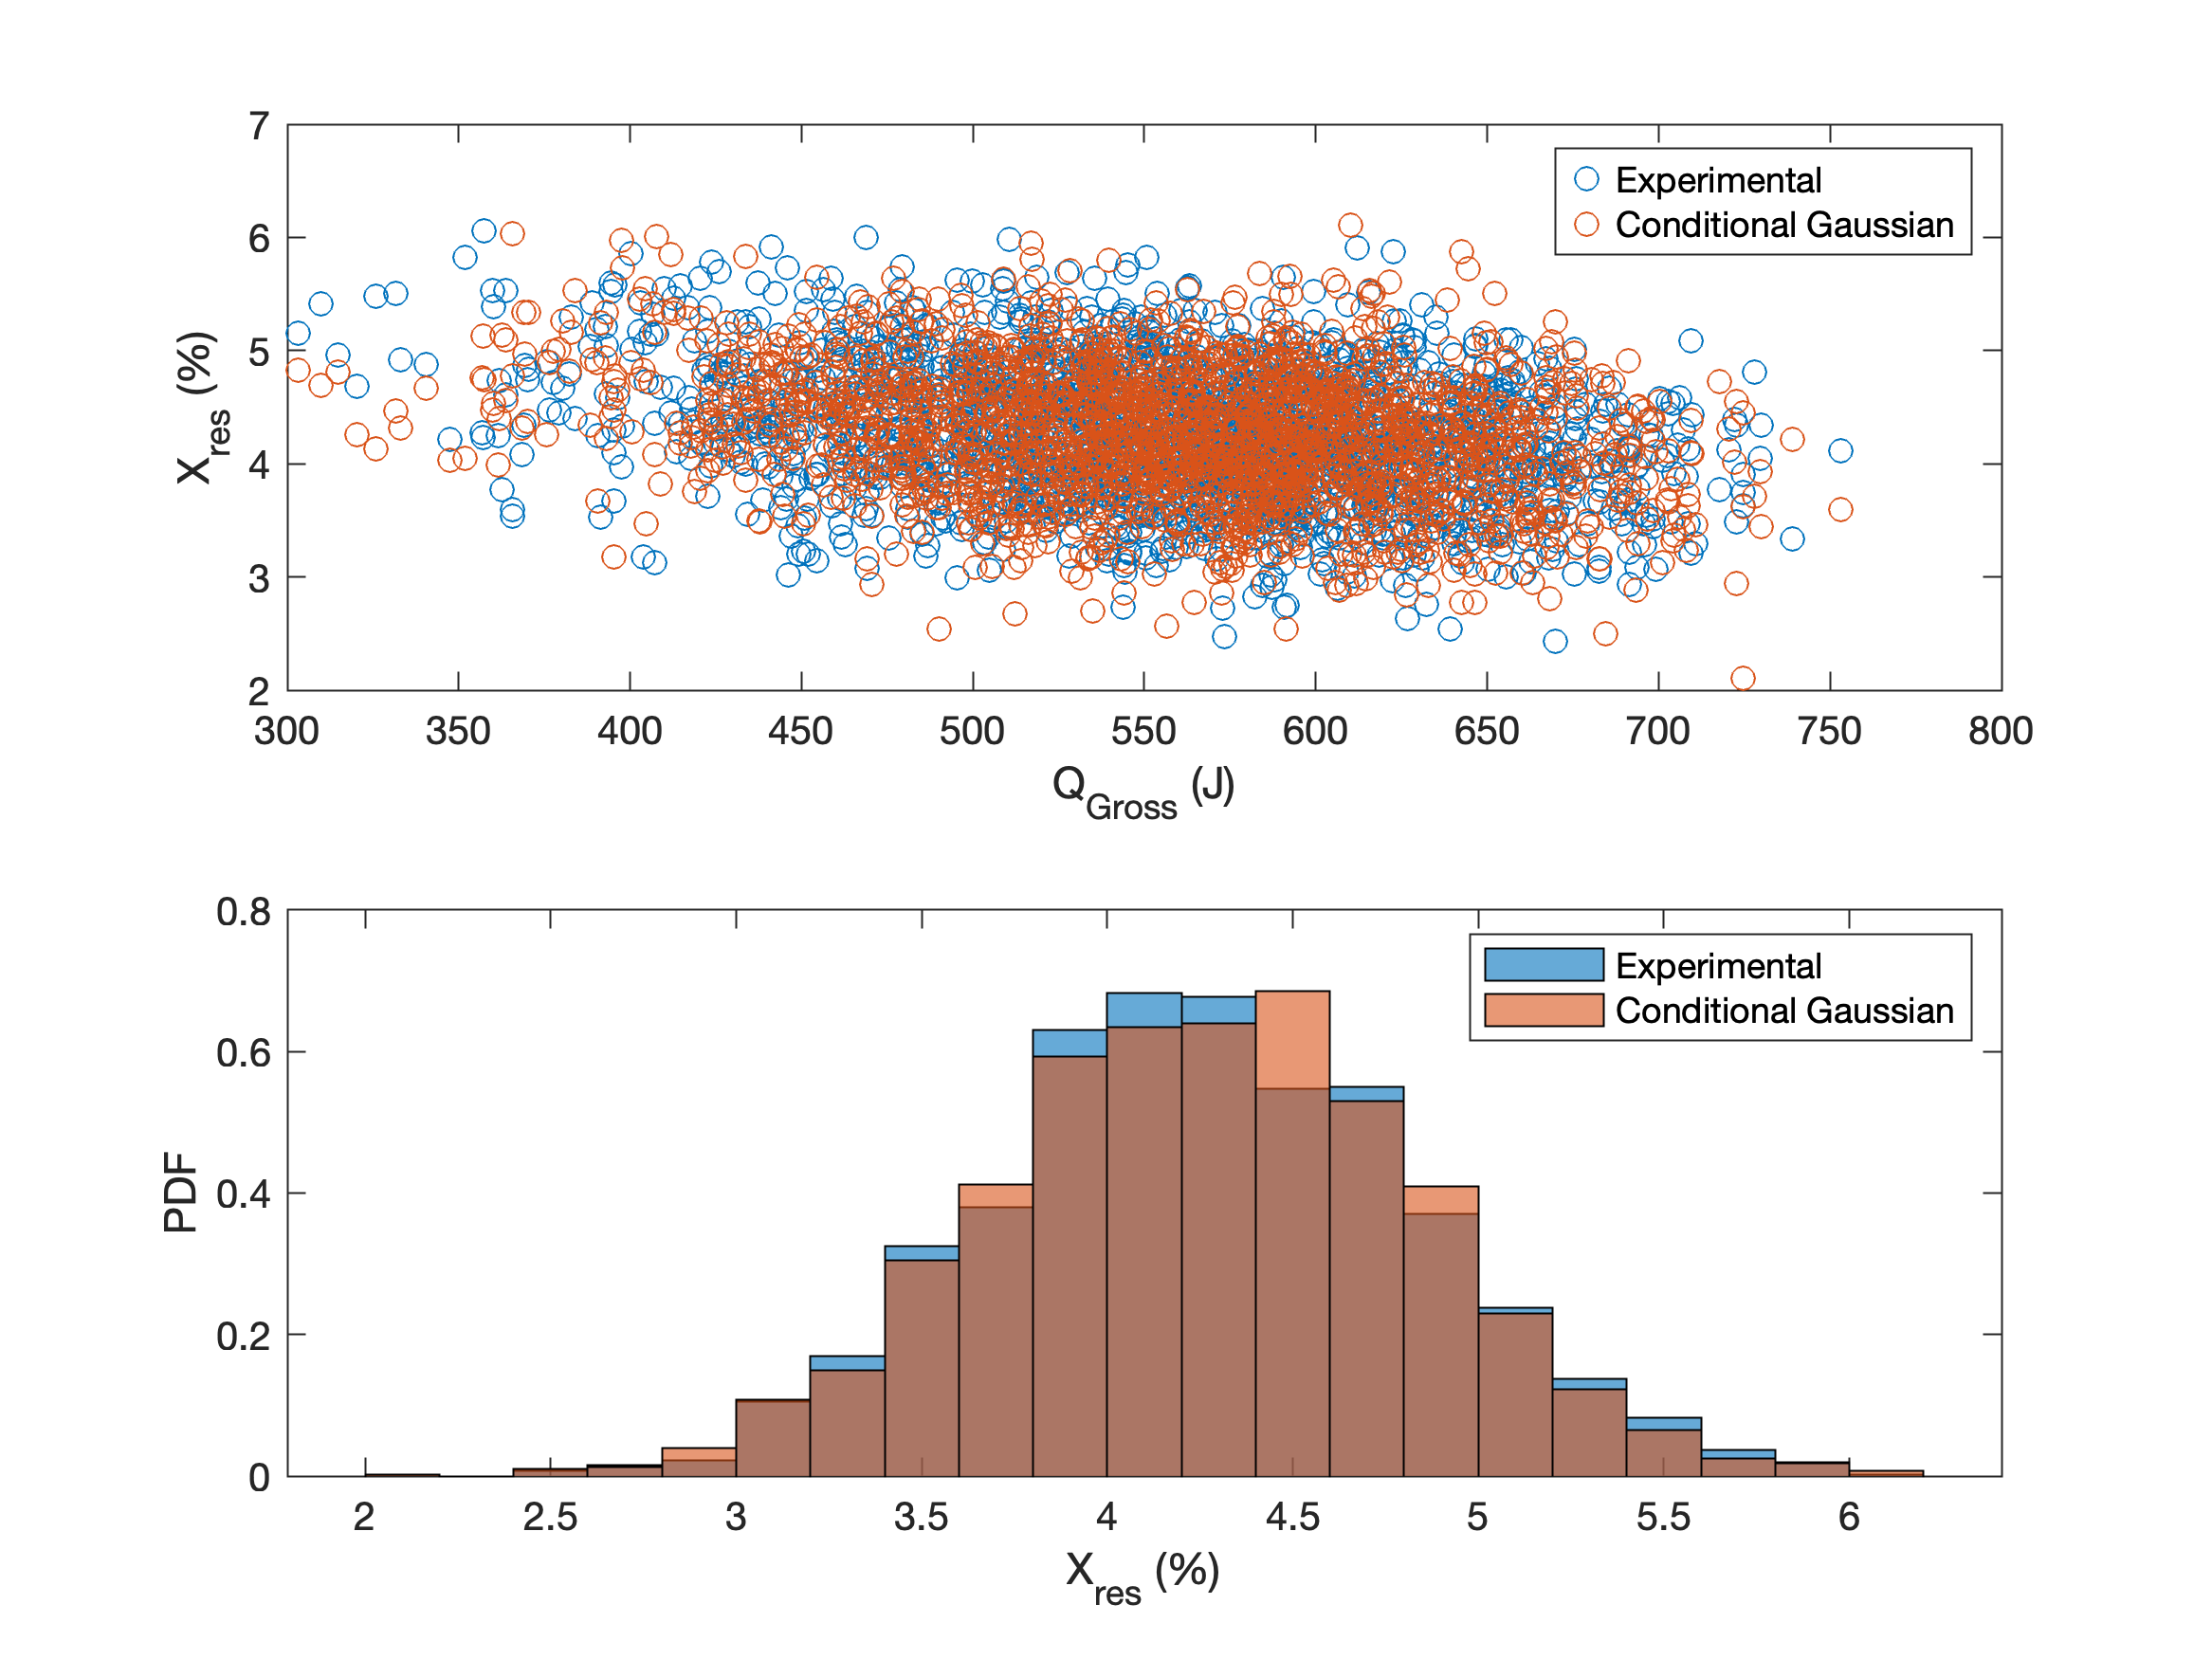 7
6
5
4
3
2
X_res (%)
Experimental
Conditional Gaussian
300 350 400 450 500 550 600 650 700 750 800
Q_Gross (J)
0.8
0.6
0.4
0.2
0
PDF
Experimental
Conditional Gaussian
2 2.5 3 3.5 4 4.5 5 5.5 6
X_res (%)